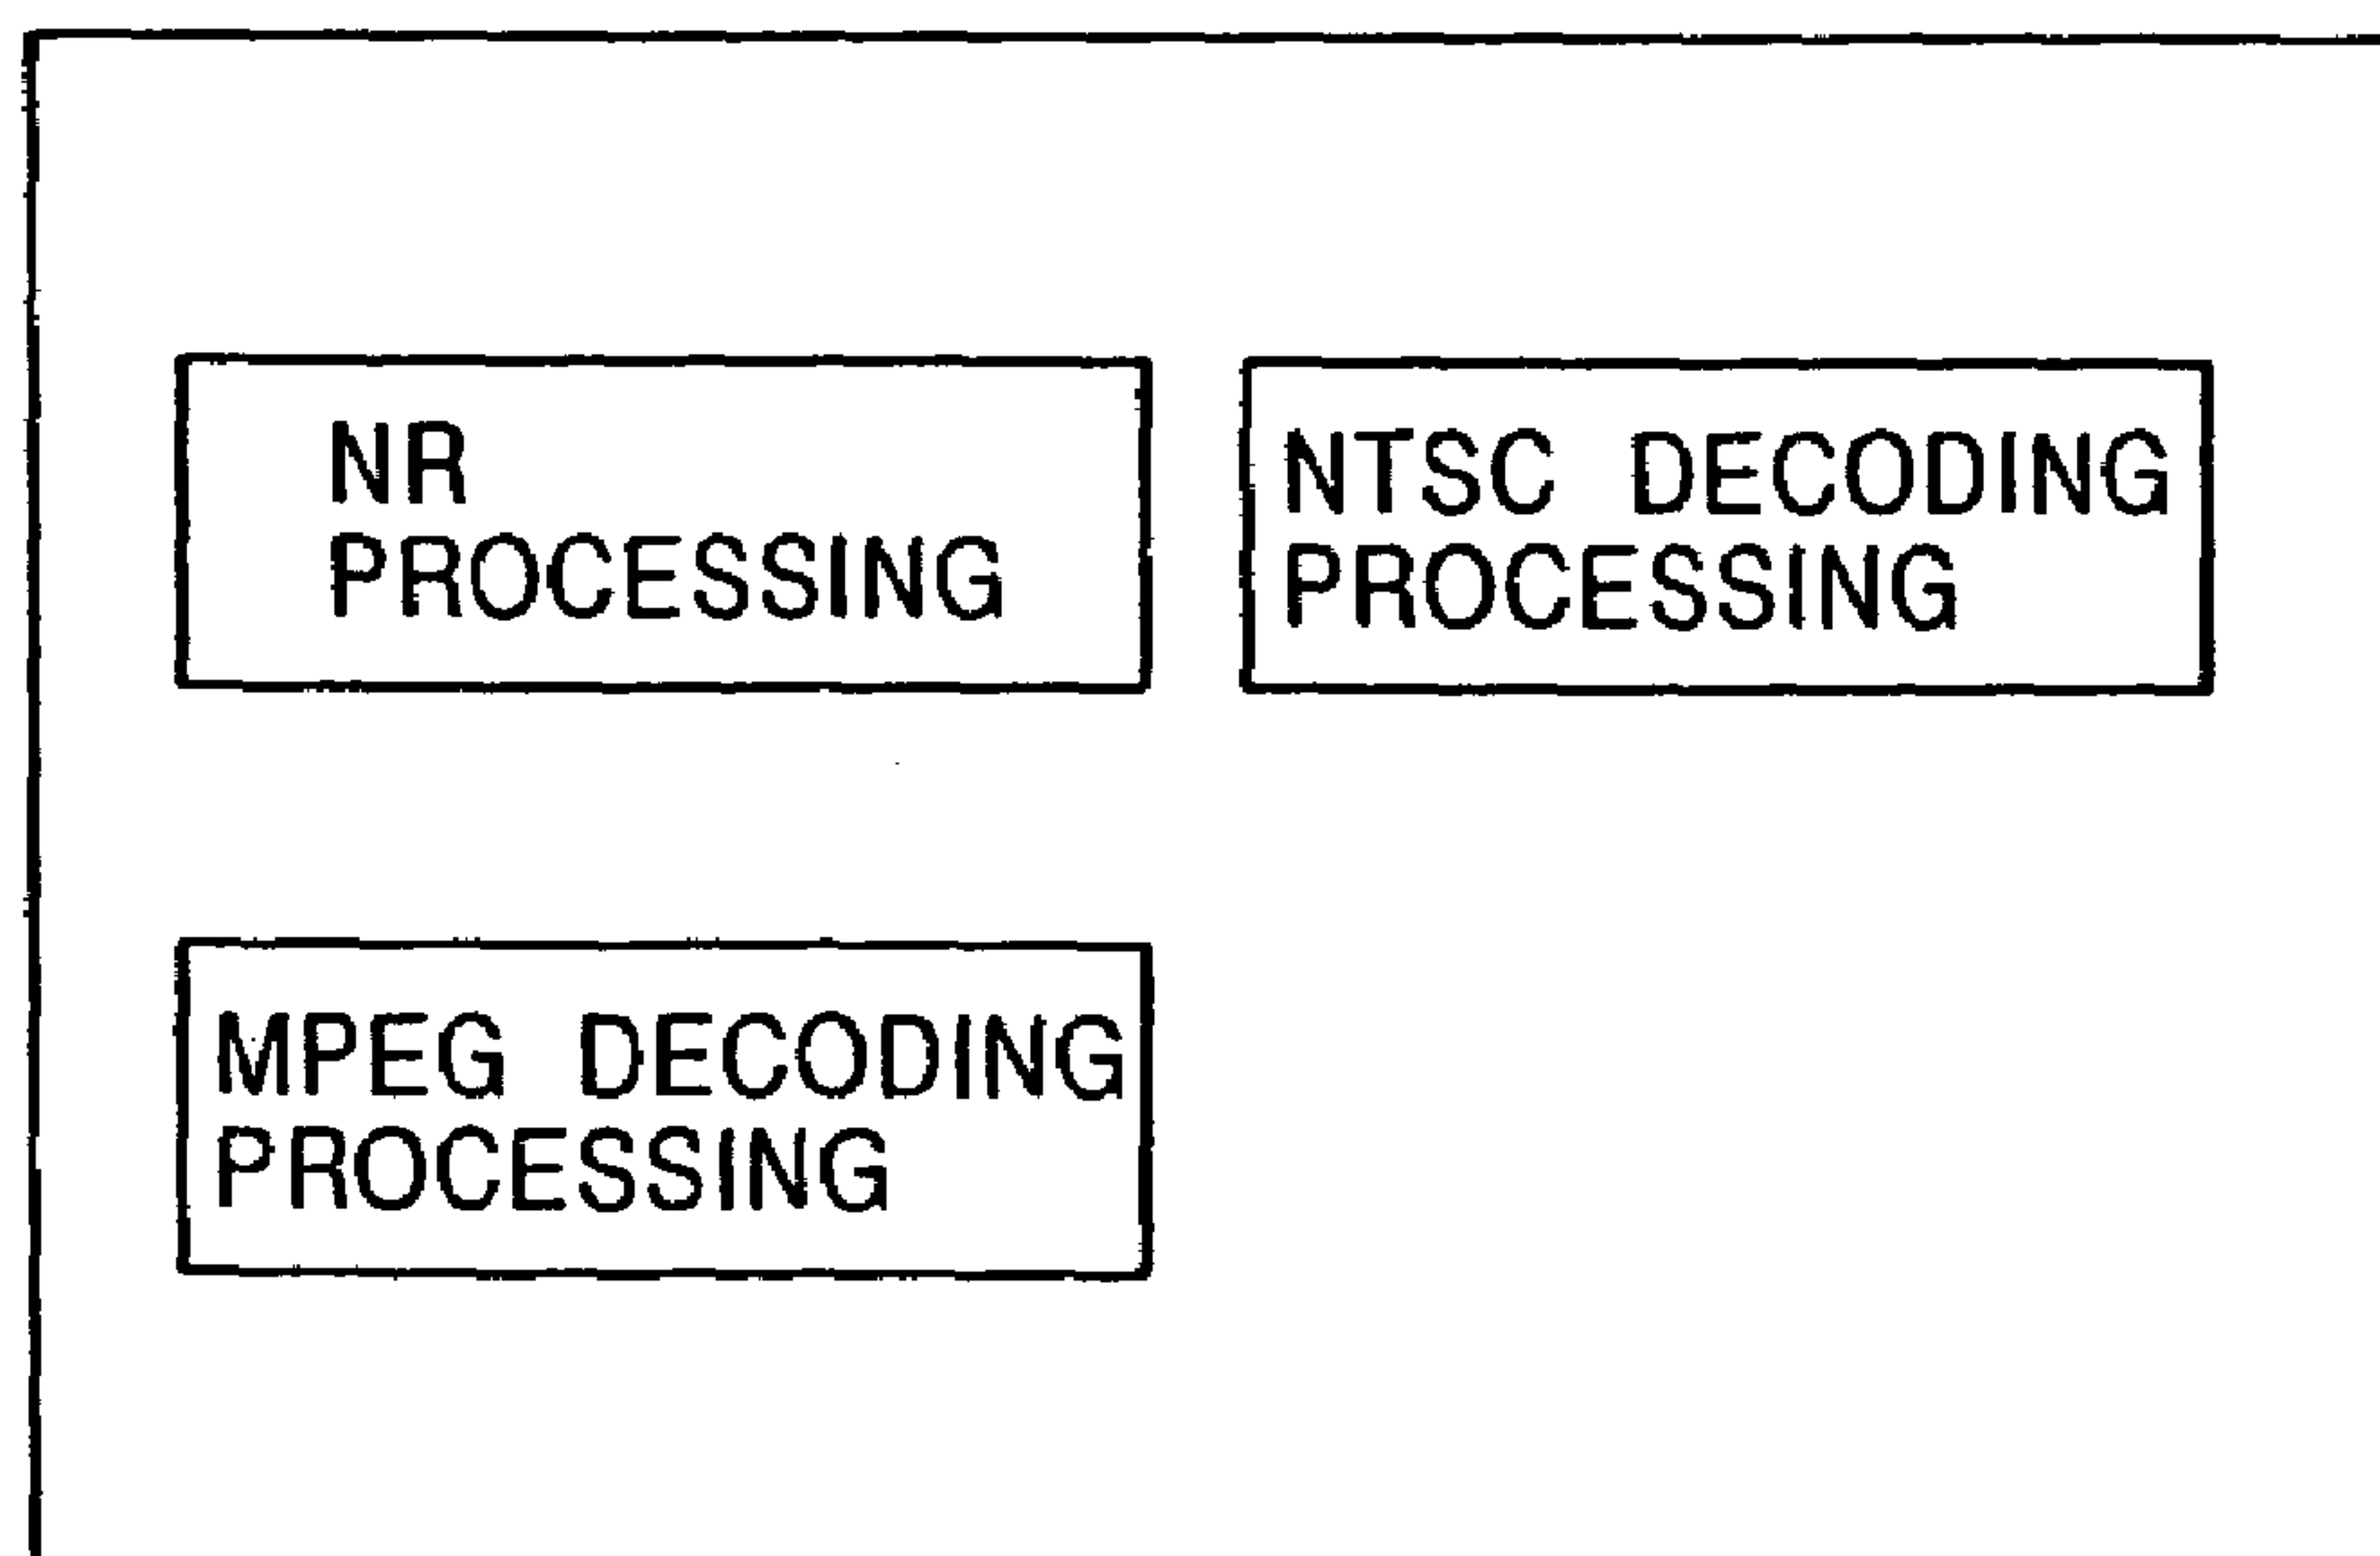 NR
PROCESSING
NTSC DECODING
PROCESSING
MPEG DECODING
PROCESSING